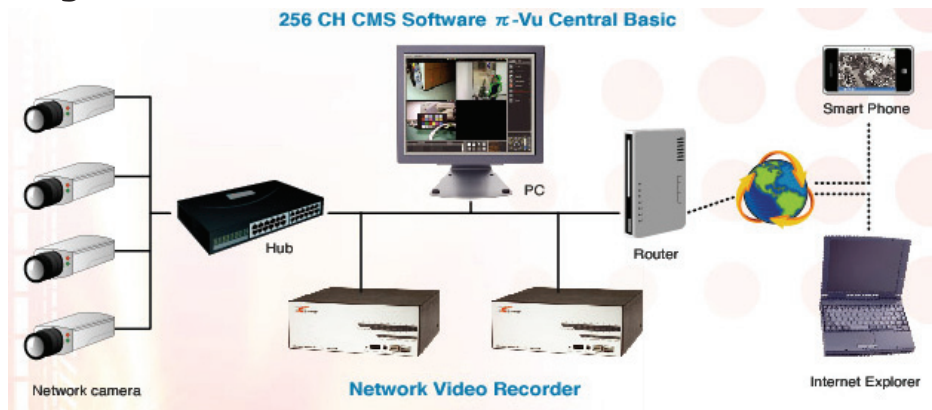 256 CH CMS Software π-Vu Central Basic
Smart Phone
PC
Hub
Router
Network camera
Network Video Recorder
Internet Explorer